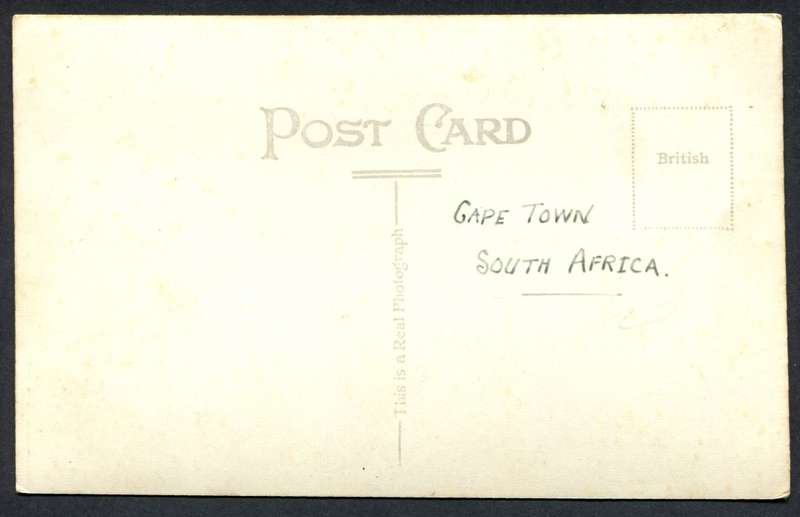 POST CARD
British
CAPE TOWN
SOUTH AFRICA.
This is a Real Photograph